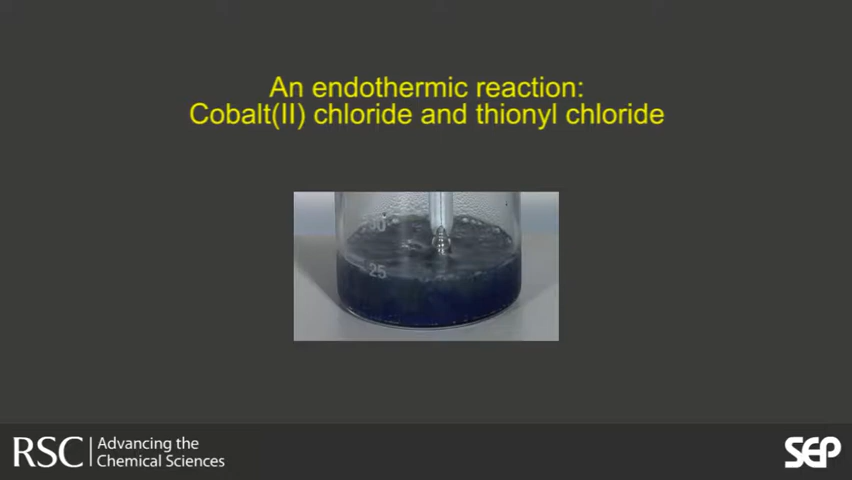 An endothermic reaction:
Cobalt(II) chloride and thionyl chloride
25
RSC
Advancing the
Chemical Sciences
SEP